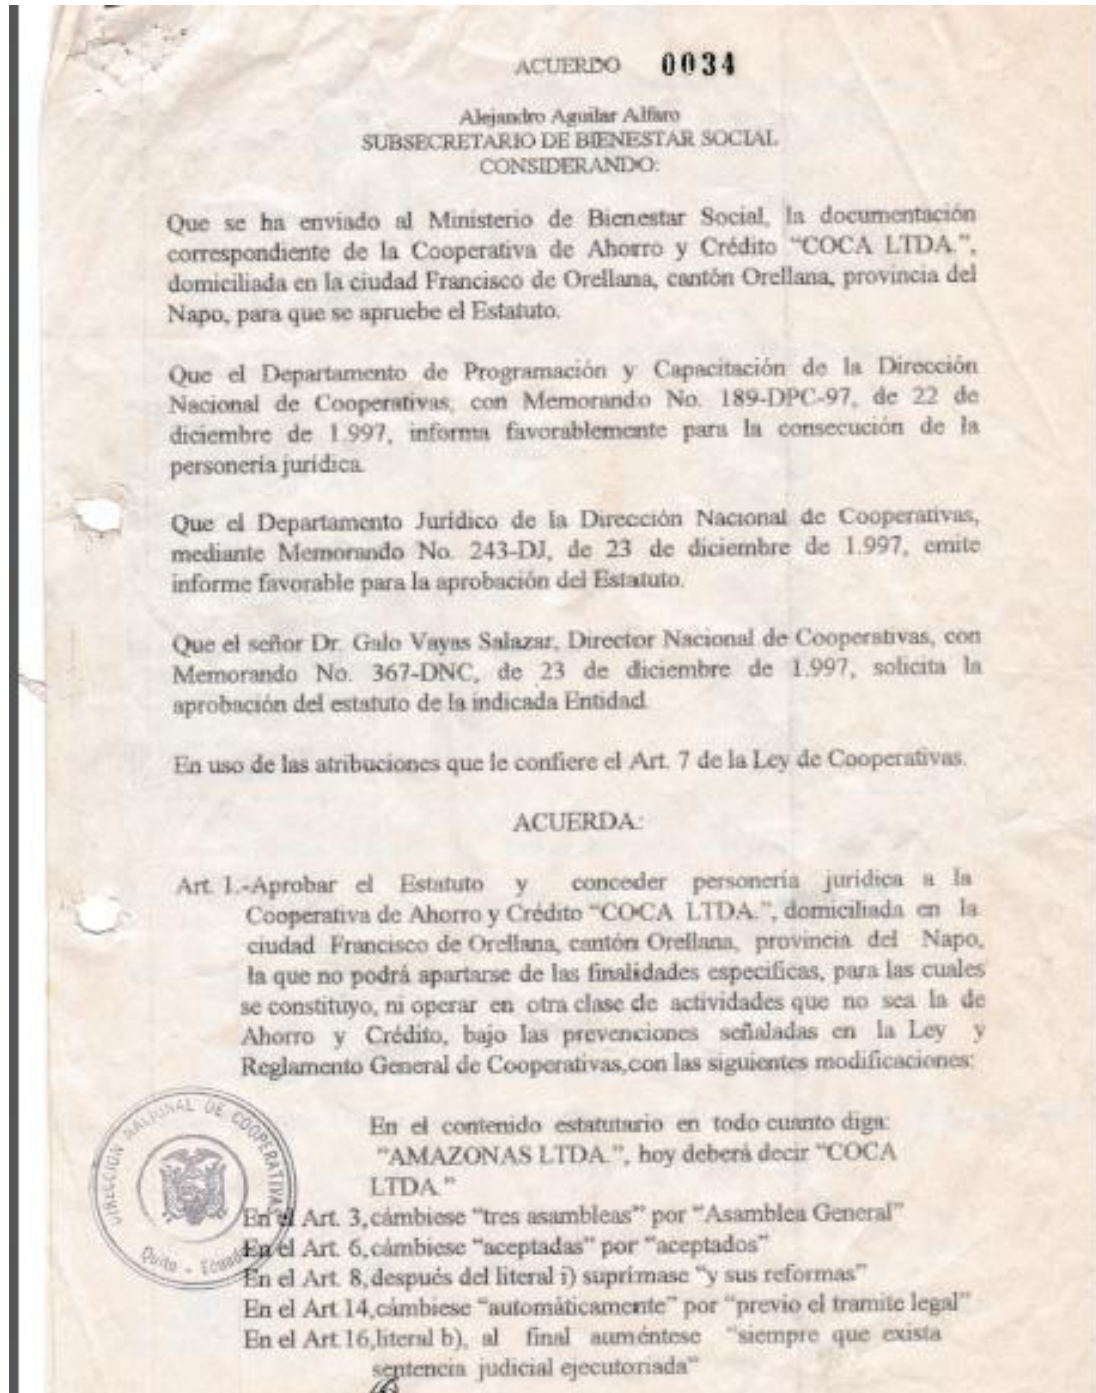 ACUERDO 0034
Alejandro Aguilar Alfaro
SUBSECRETARIO DE BIENESTAR SOCIAL
CONSIDERANDO:
Que se ha enviado al Ministerio de Bienestar Social, la documentación
correspondiente de la Cooperativa de Ahorro y Crédito “COCA LTDA.”,
domiciliada en la ciudad Francisco de Orellana, cantón Orellana, provincia del
Napo, para que se apruebe el Estatuto.
Que el Departamento de Programación y Capacitación de la Dirección
Nacional de Cooperativas, con Memorando No. 189-DPC-97, de 22 de
diciembre de 1.997, informa favorablemente para la consecución de la
personería jurídica.
Que el Departamento Jurídico de la Dirección Nacional de Cooperativas,
mediante Memorando No. 243-DJ, de 23 de diciembre de 1.997, emite
informe favorable para la aprobación del Estatuto.
Que el señor Dr. Galo Vayas Salazar, Director Nacional de Cooperativas, con
Memorando No. 367-DNC, de 23 de diciembre de 1.997, solicita la
aprobación del estatuto de la indicada Entidad.
En uso de las atribuciones que le confiere el Art. 7 de la Ley de Cooperativas.
ACUERDA:
Art. 1.-Aprobar el Estatuto y conceder personería jurídica a la
Cooperativa de Ahorro y Crédito “COCA LTDA.”, domiciliada en la
ciudad Francisco de Orellana, cantón Orellana, provincia del Napo,
la que no podrá apartarse de las finalidades especificas, para las cuales
se constituyo, ni operar en otra clase de actividades que no sea la de
Ahorro y Crédito, bajo las prevenciones señaladas en la Ley y
Reglamento General de Cooperativas,con las siguientes modificaciones:
En el contenido estatutario en todo cuanto diga:
“AMAZONAS LTDA.”, hoy deberá decir “COCA
LTDA.”
En el Art. 3,cámbiese “tres asambleas” por “Asamblea General”
En el Art. 6,cámbiese “aceptadas” por “aceptados”
En el Art. 8,después del literal i) suprímase “y sus reformas”
En el Art 14,cámbiese “automáticamente” por “previo el tramite legal”
En el Art 16,literal b), al final auméntese “siempre que exista
sentencia judicial ejecutoriada”
DIRECCION NACIONAL DE COOPERATIVAS
Quito - Ecuador